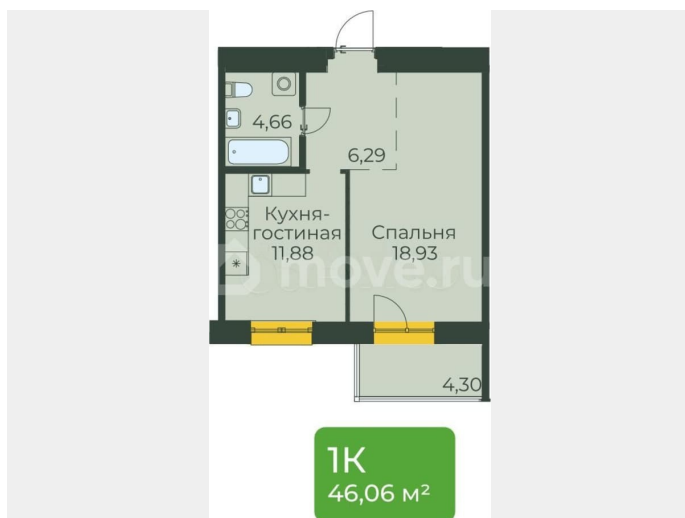 4.66
6.29
Кухня-
гостиная
11.88
Спальня
18.93
move.ru
4.30
1К
46,06 м²